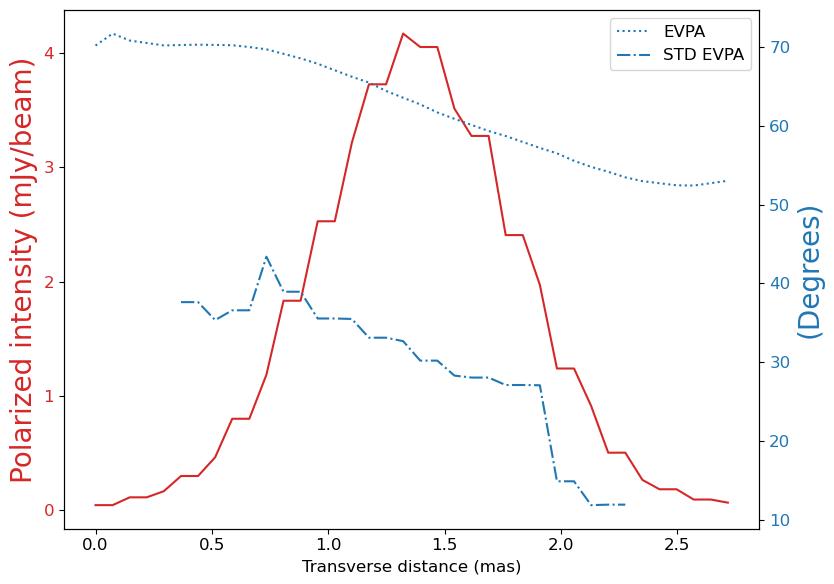 EVPA
STD EVPA
Polarized intensity (mJy/beam)
4
3
2
1
0
70
60
50
40
30
20
10
(Degrees)
0.0 0.5 1.0 1.5 2.0 2.5
Transverse distance (mas)